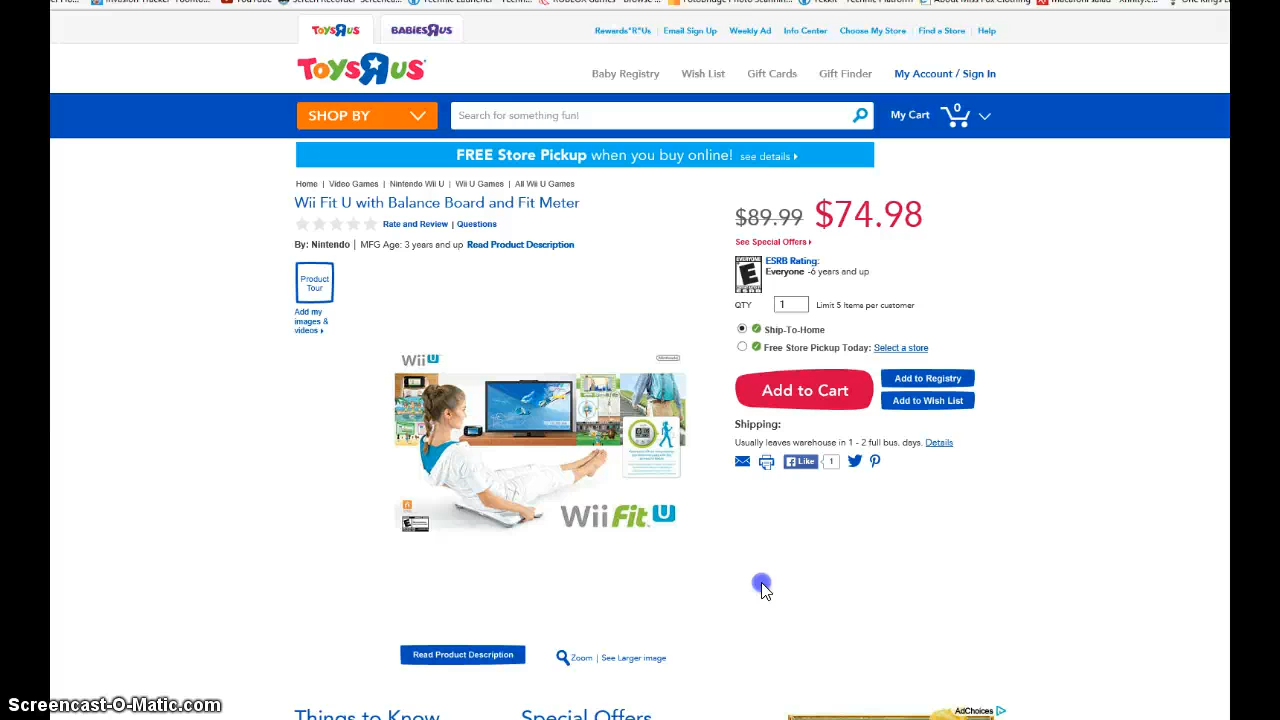 YouTube
TOYSRUS
BABIESRUS
Rewards"R"Us | Email Sign Up | Weekly Ad | Info Center | Choose My Store | Find a Store | Help
TOYSRUS
Baby Registry Wish List Gift Cards Gift Finder My Account / Sign In
SHOP BY
Search for something fun!
My Cart 0
FREE Store Pickup when you buy online! see details
Home | Video Games | Nintendo Wii U | Wii U Games | All Wii U Games
Wii Fit U with Balance Board and Fit Meter
Rate and Review | Questions
By: Nintendo | MFG Age: 3 years and up Read Product Description
Product
Tour
Add my
images &
videos
Wii U
Nintendo
Wii Fit U
$89.99 $74.98
See Special Offers
EVERYONE
E
ESRB
ESRB Rating:
Everyone -6 years and up
QTY 1 Limit 5 Items per customer
Ship-To-Home
Free Store Pickup Today: Select a store
Add to Cart
Add to Registry
Add to Wish List
Shipping:
Usually leaves warehouse in 1 - 2 full bus. days. Details
Like 1
Read Product Description
Zoom | See Larger image
Things to Know
Special Offers
AdChoices
Screencast-O-Matic.com